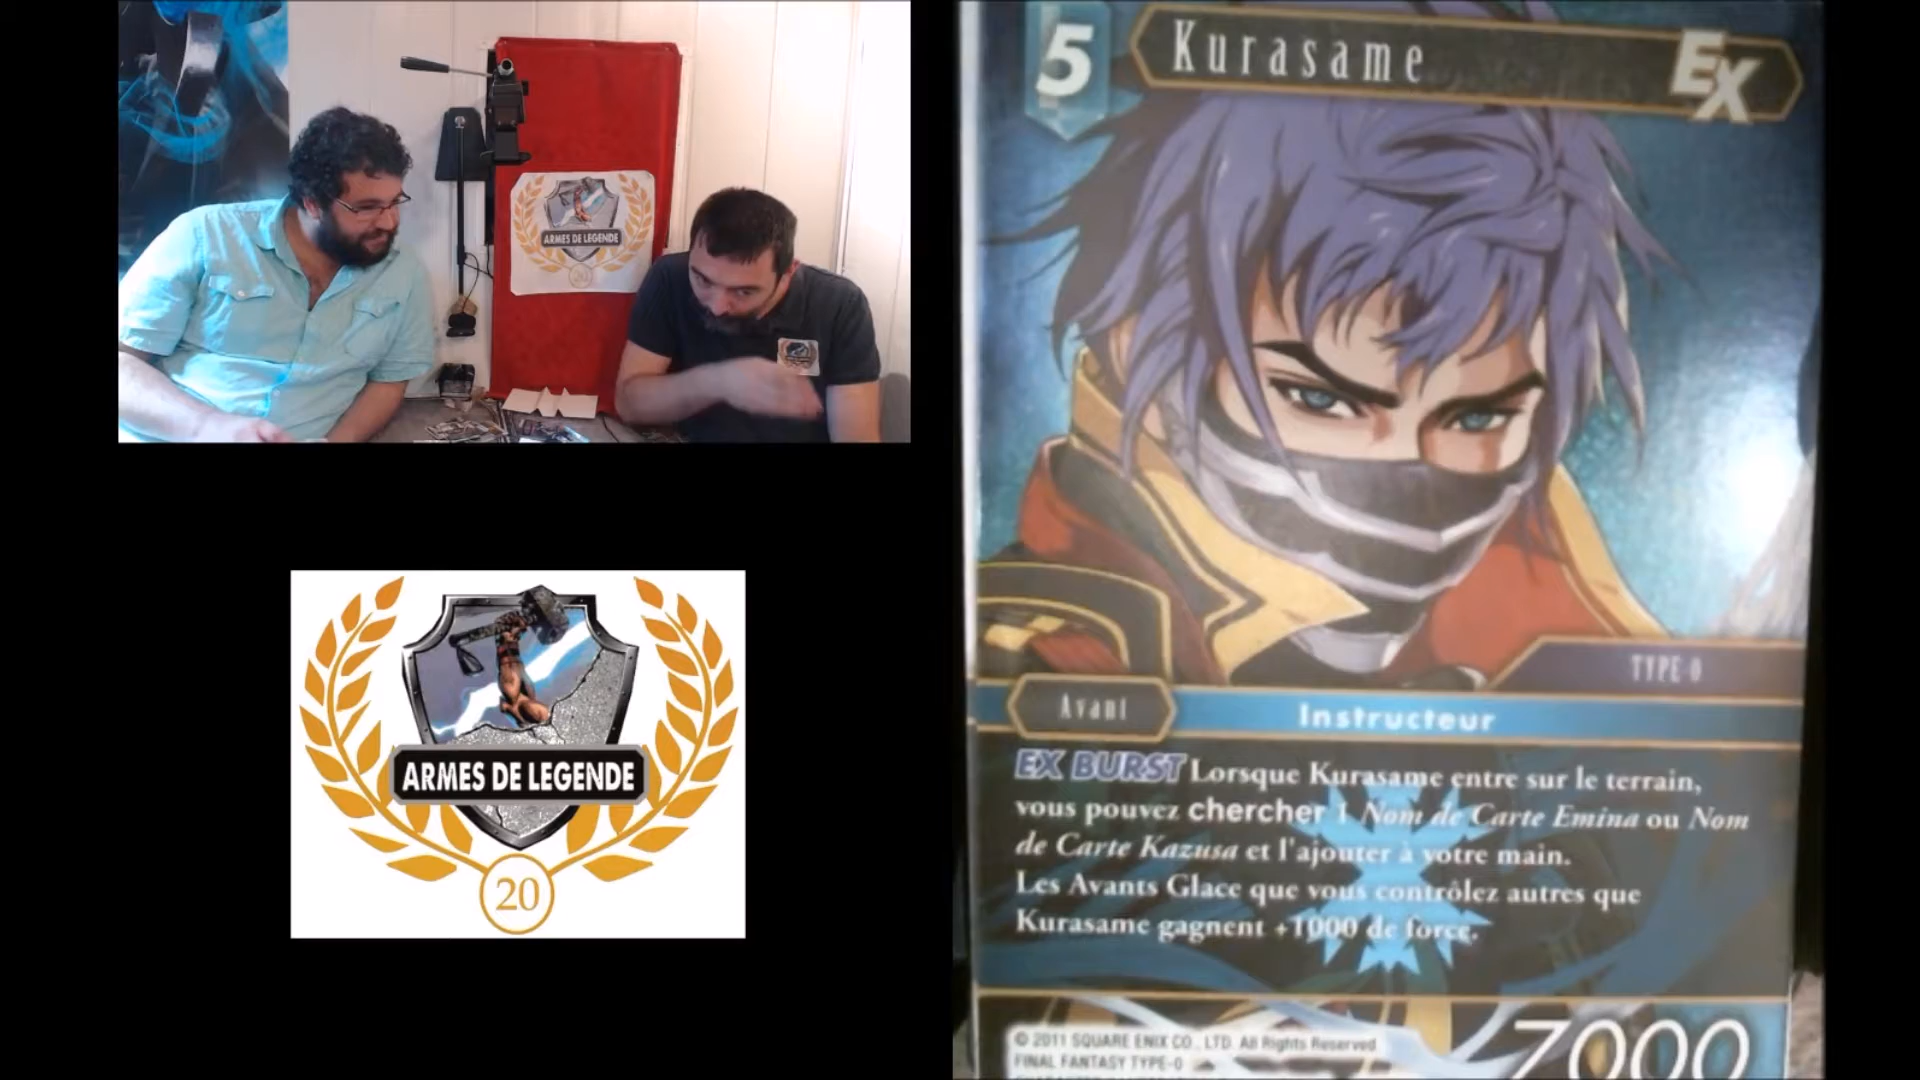 ARMES DE LEGENDE
20
ARMES DE LEGENDE
20
5
Kurasame
EX
TYPE-0
Avant
Instructeur
EX BURST Lorsque Kurasame entre sur le terrain,
vous pouvez chercher 1 Nom de Carte Emina ou Nom
de Carte Kazusa et l'ajouter à votre main.
Les Avants Glace que vous contrôlez autres que
Kurasame gagnent +1000 de force.
© 2011 SQUARE ENIX CO., LTD. All Rights Reserved
FINAL FANTASY TYPE-0
7000